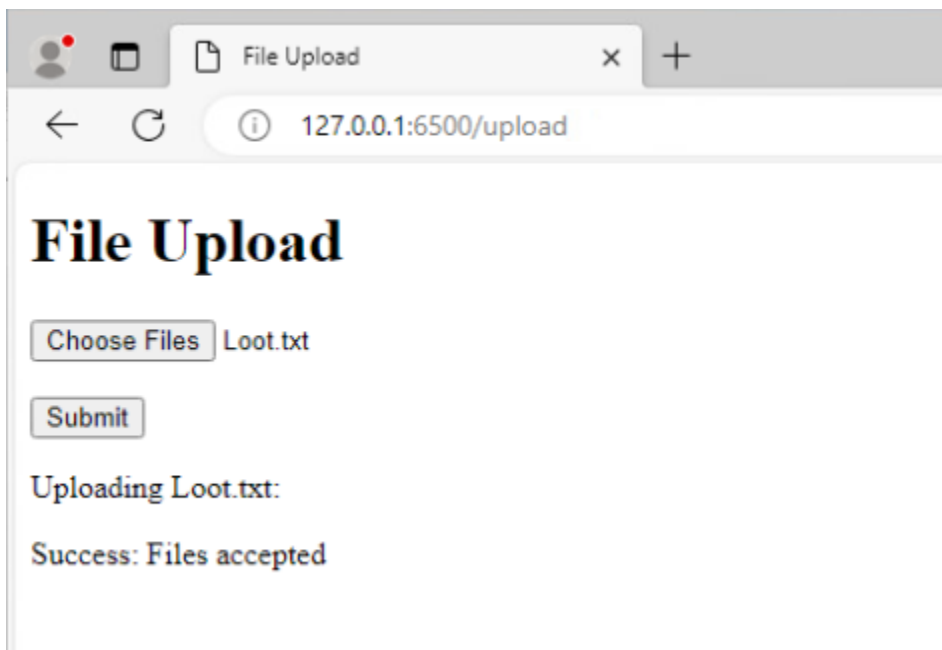 File Upload
127.0.0.1:6500/upload
File Upload
Choose Files Loot.txt
Submit
Uploading Loot.txt:
Success: Files accepted